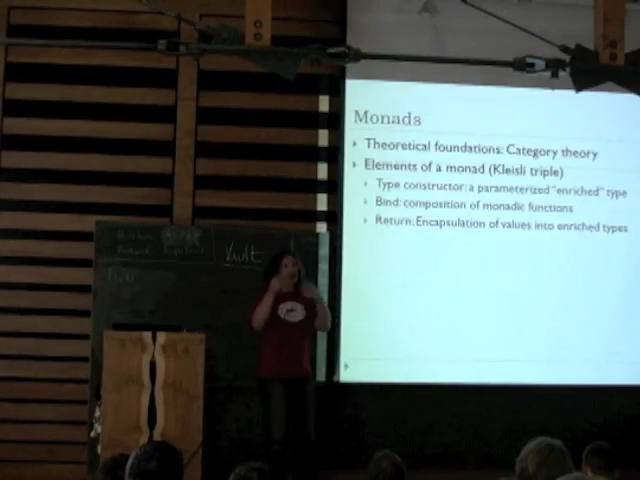 Monads
Theoretical foundations: Category theory
Elements of a monad (Kleisli triple)
Type constructor: a parameterized "enriched" type
Bind: composition of monadic functions
Return: Encapsulation of values into enriched types
Vault